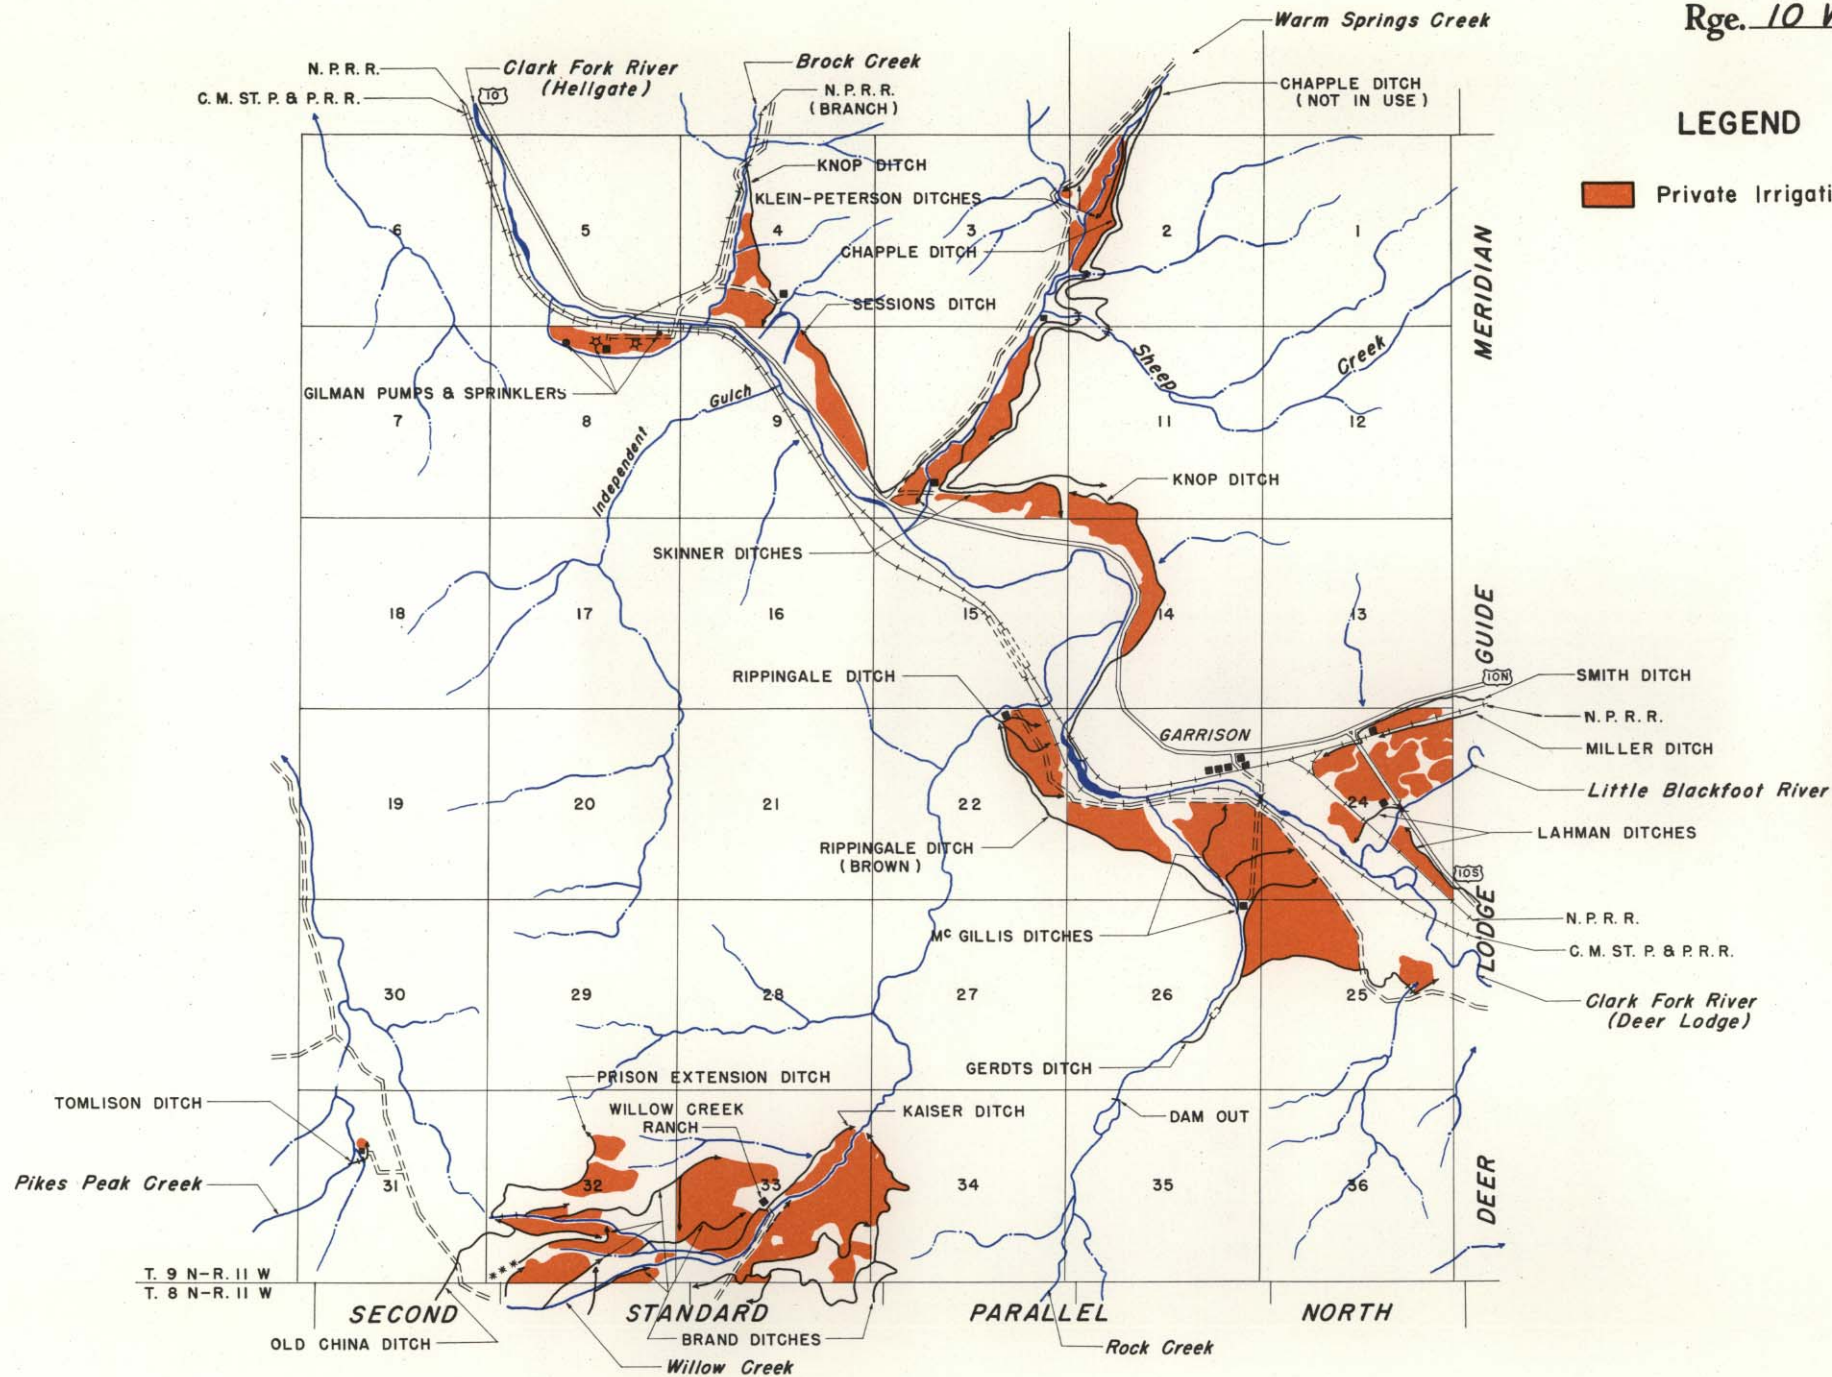 Rge. 10 W
Warm Springs Creek
N. P. R. R.
Clark Fork River
(Hellgate)
C. M. ST. P. & P. R. R.
10
Brock Creek
N. P. R. R.
(BRANCH)
CHAPPLE DITCH
(NOT IN USE)
LEGEND
KNOP DITCH
KLEIN-PETERSON DITCHES
Private Irrigati
6
5
4
3
2
1
CHAPPLE DITCH
MERIDIAN
SESSIONS DITCH
Sheep
Creek
GILMAN PUMPS & SPRINKLERS
Gulch
Independent
7
8
9
11
12
KNOP DITCH
SKINNER DITCHES
18
17
16
15
14
13
GUIDE
RIPPINGALE DITCH
10N
SMITH DITCH
N. P. R. R.
GARRISON
MILLER DITCH
Little Blackfoot River
19
20
21
22
24
LAHMAN DITCHES
RIPPINGALE DITCH
(BROWN)
10S
LODGE
N. P. R. R.
Mc GILLIS DITCHES
C. M. ST. P. & P. R. R.
30
29
28
27
26
25
Clark Fork River
(Deer Lodge)
GERDTS DITCH
PRISON EXTENSION DITCH
TOMLISON DITCH
WILLOW CREEK
RANCH
KAISER DITCH
DAM OUT
Pikes Peak Creek
31
32
33
34
35
36
DEER
T. 9 N-R. 11 W
T. 8 N-R. 11 W
SECOND STANDARD PARALLEL NORTH
OLD CHINA DITCH
BRAND DITCHES
Rock Creek
Willow Creek